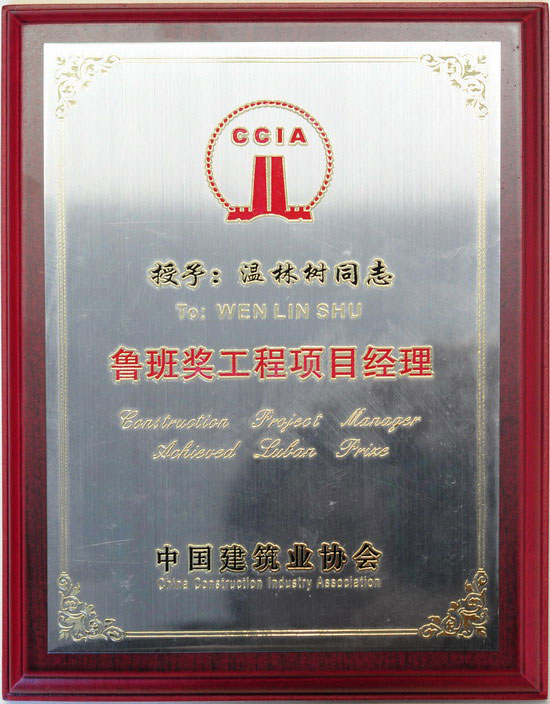 CCIA
授予：温林树同志
To: WEN LIN SHU
鲁班奖工程项目经理
Construction Project Manager
Achieved Luban Prize
中国建筑业协会
China Construction Industry Association